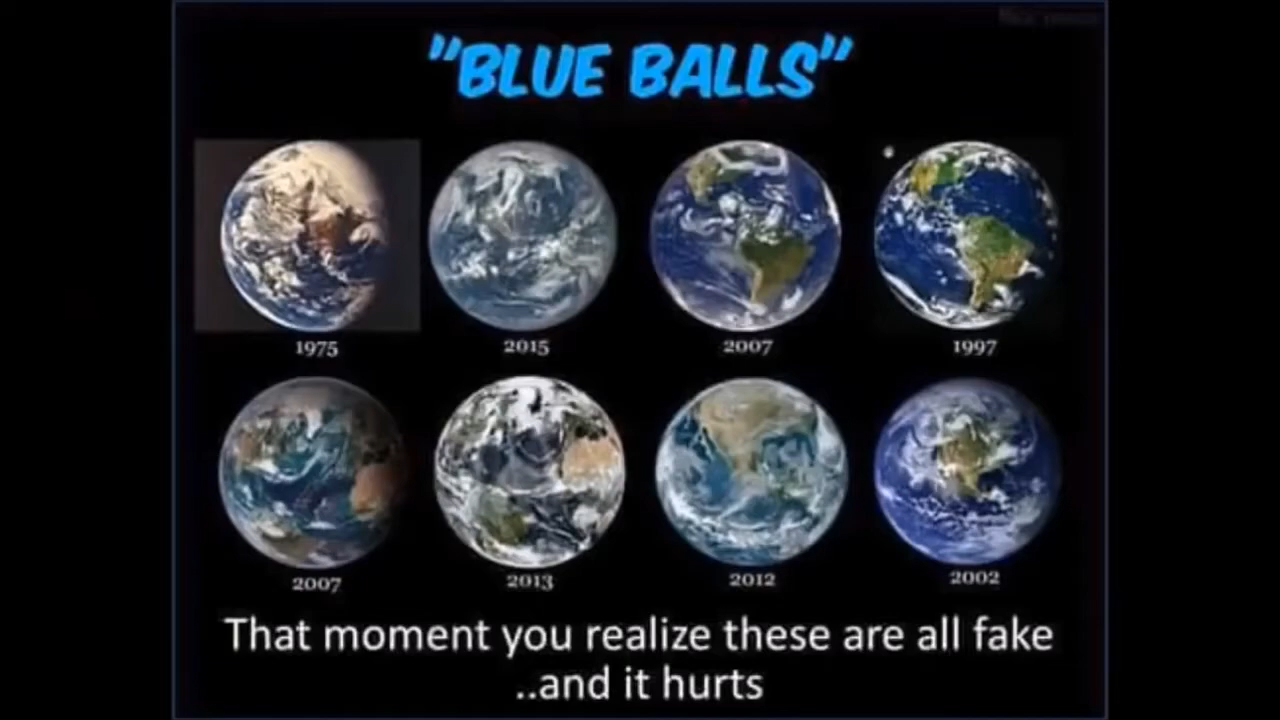 "BLUE BALLS"
1975 2015 2007 1997
2007 2013 2012 2002
That moment you realize these are all fake
..and it hurts